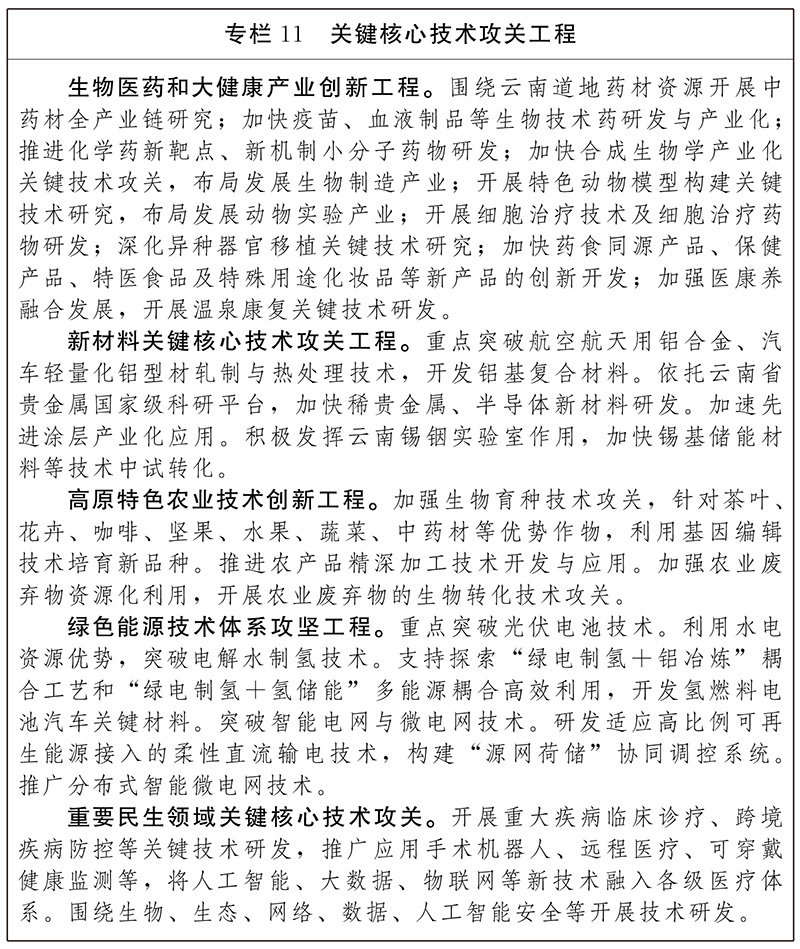 专栏 11 关键核心技术攻关工程
生物医药和大健康产业创新工程。围绕云南道地药材资源开展中
药材全产业链研究；加快疫苗、血液制品等生物技术药研发与产业化；
推进化学药新靶点、新机制小分子药物研发；加快合成生物学产业化
关键技术攻关，布局发展生物制造产业；开展特色动物模型构建关键
技术研究，布局发展动物实验产业；开展细胞治疗技术及细胞治疗药
物研发；深化异种器官移植关键技术研究；加快药食同源产品、保健
产品、特医食品及特殊用途化妆品等新产品的创新开发；加强医康养
融合发展，开展温泉康复关键技术研发。
新材料关键核心技术攻关工程。重点突破航空航天用铝合金、汽
车轻量化铝型材轧制与热处理技术，开发铝基复合材料。依托云南省
贵金属国家级科研平台，加快稀贵金属、半导体新材料研发。加速先
进涂层产业化应用。积极发挥云南锡铟实验室作用，加快锡基储能材
料等技术中试转化。
高原特色农业技术创新工程。加强生物育种技术攻关，针对茶叶、
花卉、咖啡、坚果、水果、蔬菜、中药材等优势作物，利用基因编辑
技术培育新品种。推进农产品精深加工技术开发与应用。加强农业废
弃物资源化利用，开展农业废弃物的生物转化技术攻关。
绿色能源技术体系攻坚工程。重点突破光伏电池技术。利用水电
资源优势，突破电解水制氢技术。支持探索“绿电制氢＋铝冶炼”耦
合工艺和“绿电制氢＋氢储能”多能源耦合高效利用，开发氢燃料电
池汽车关键材料。突破智能电网与微电网技术。研发适应高比例可再
生能源接入的柔性直流输电技术，构建“源网荷储”协同调控系统。
推广分布式智能微电网技术。
重要民生领域关键核心技术攻关。开展重大疾病临床诊疗、跨境
疾病防控等关键技术研发，推广应用手术机器人、远程医疗、可穿戴
健康监测等，将人工智能、大数据、物联网等新技术融入各级医疗体
系。围绕生物、生态、网络、数据、人工智能安全等开展技术研发。